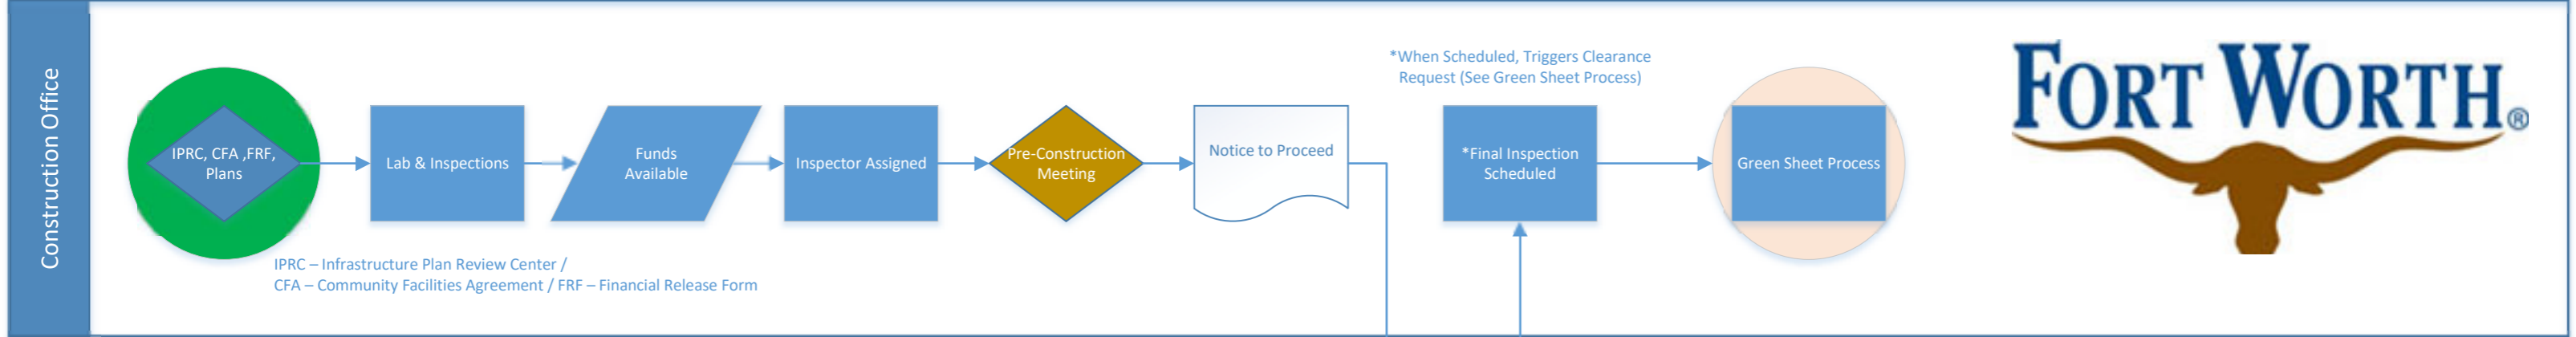 Construction Office
IPRC, CFA ,FRF,
Plans
Lab & Inspections
Funds
Available
Inspector Assigned
Pre-Construction
Meeting
Notice to Proceed
*When Scheduled, Triggers Clearance
Request (See Green Sheet Process)
*Final Inspection
Scheduled
Green Sheet Process
FORT WORTH®
IPRC – Infrastructure Plan Review Center /
CFA – Community Facilities Agreement / FRF – Financial Release Form